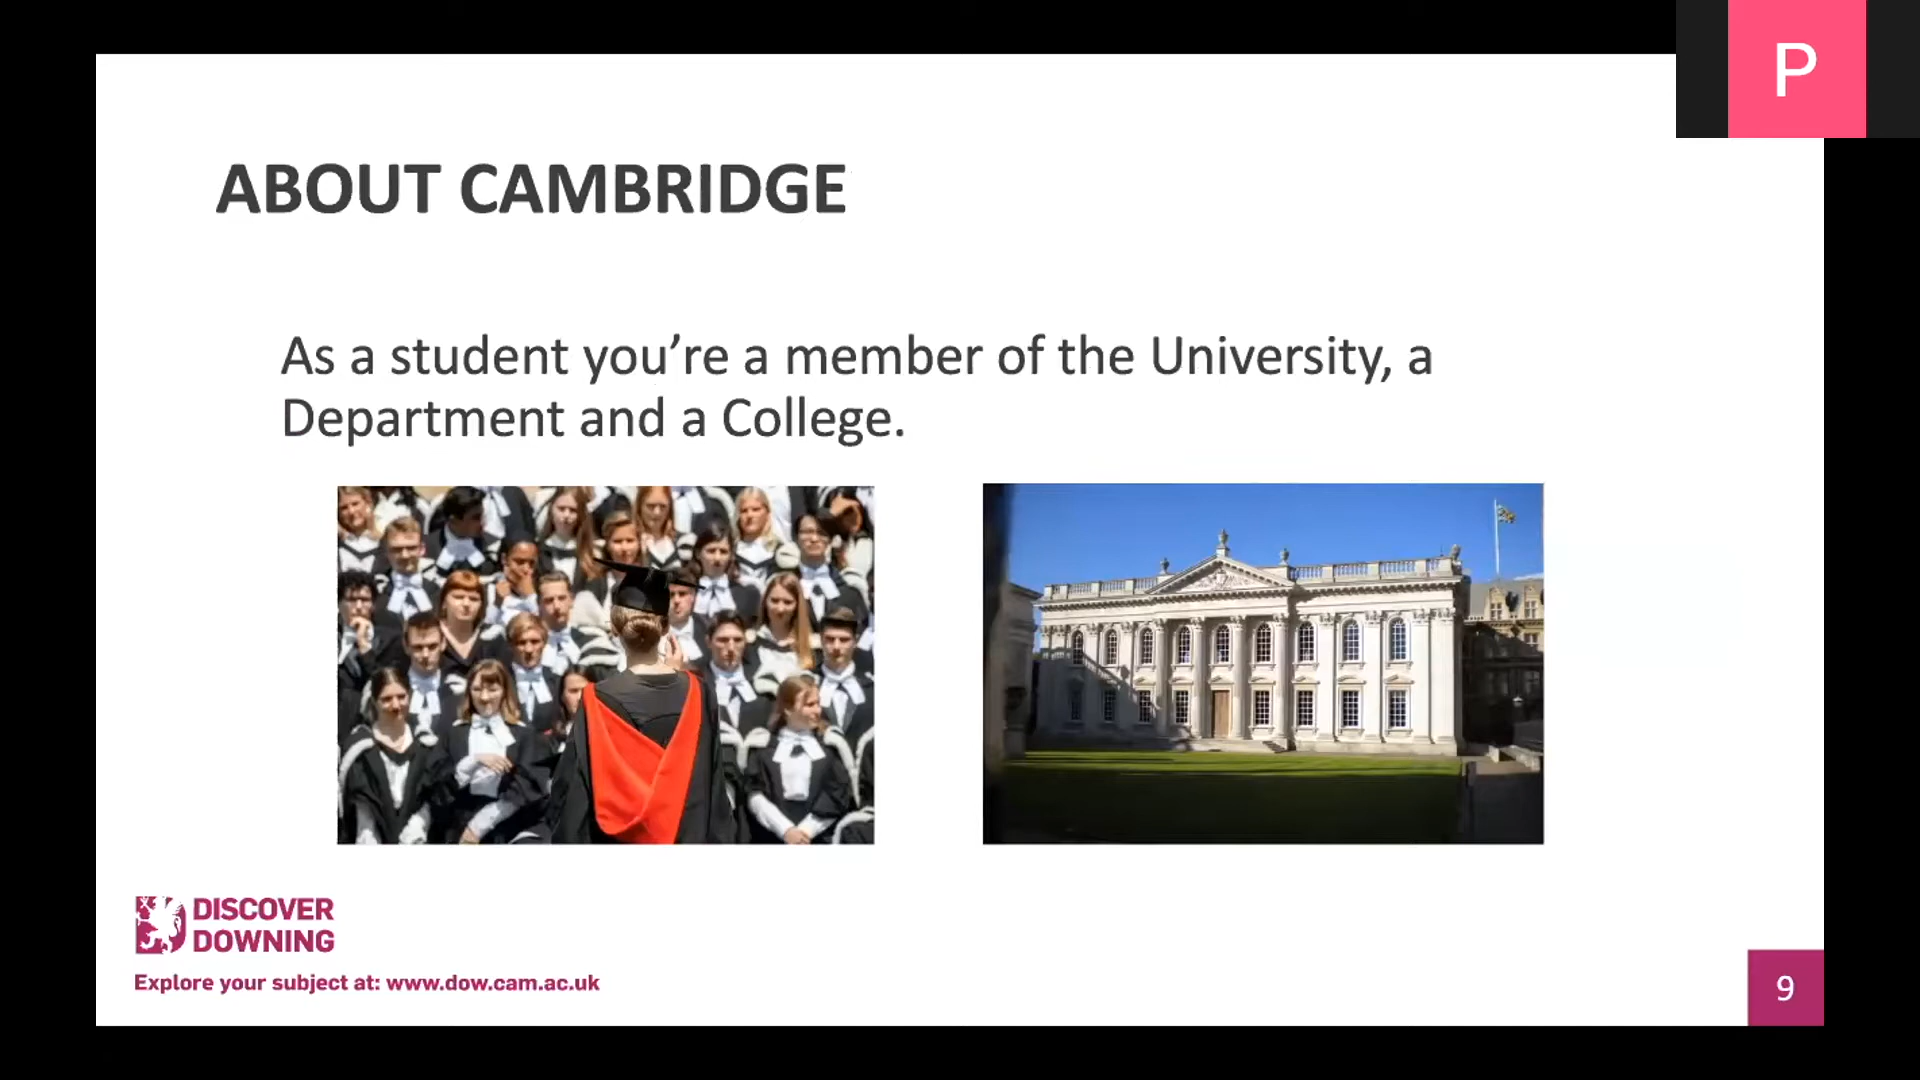 P
ABOUT CAMBRIDGE
As a student you’re a member of the University, a
Department and a College.
DISCOVER
DOWNING
Explore your subject at: www.dow.cam.ac.uk
9